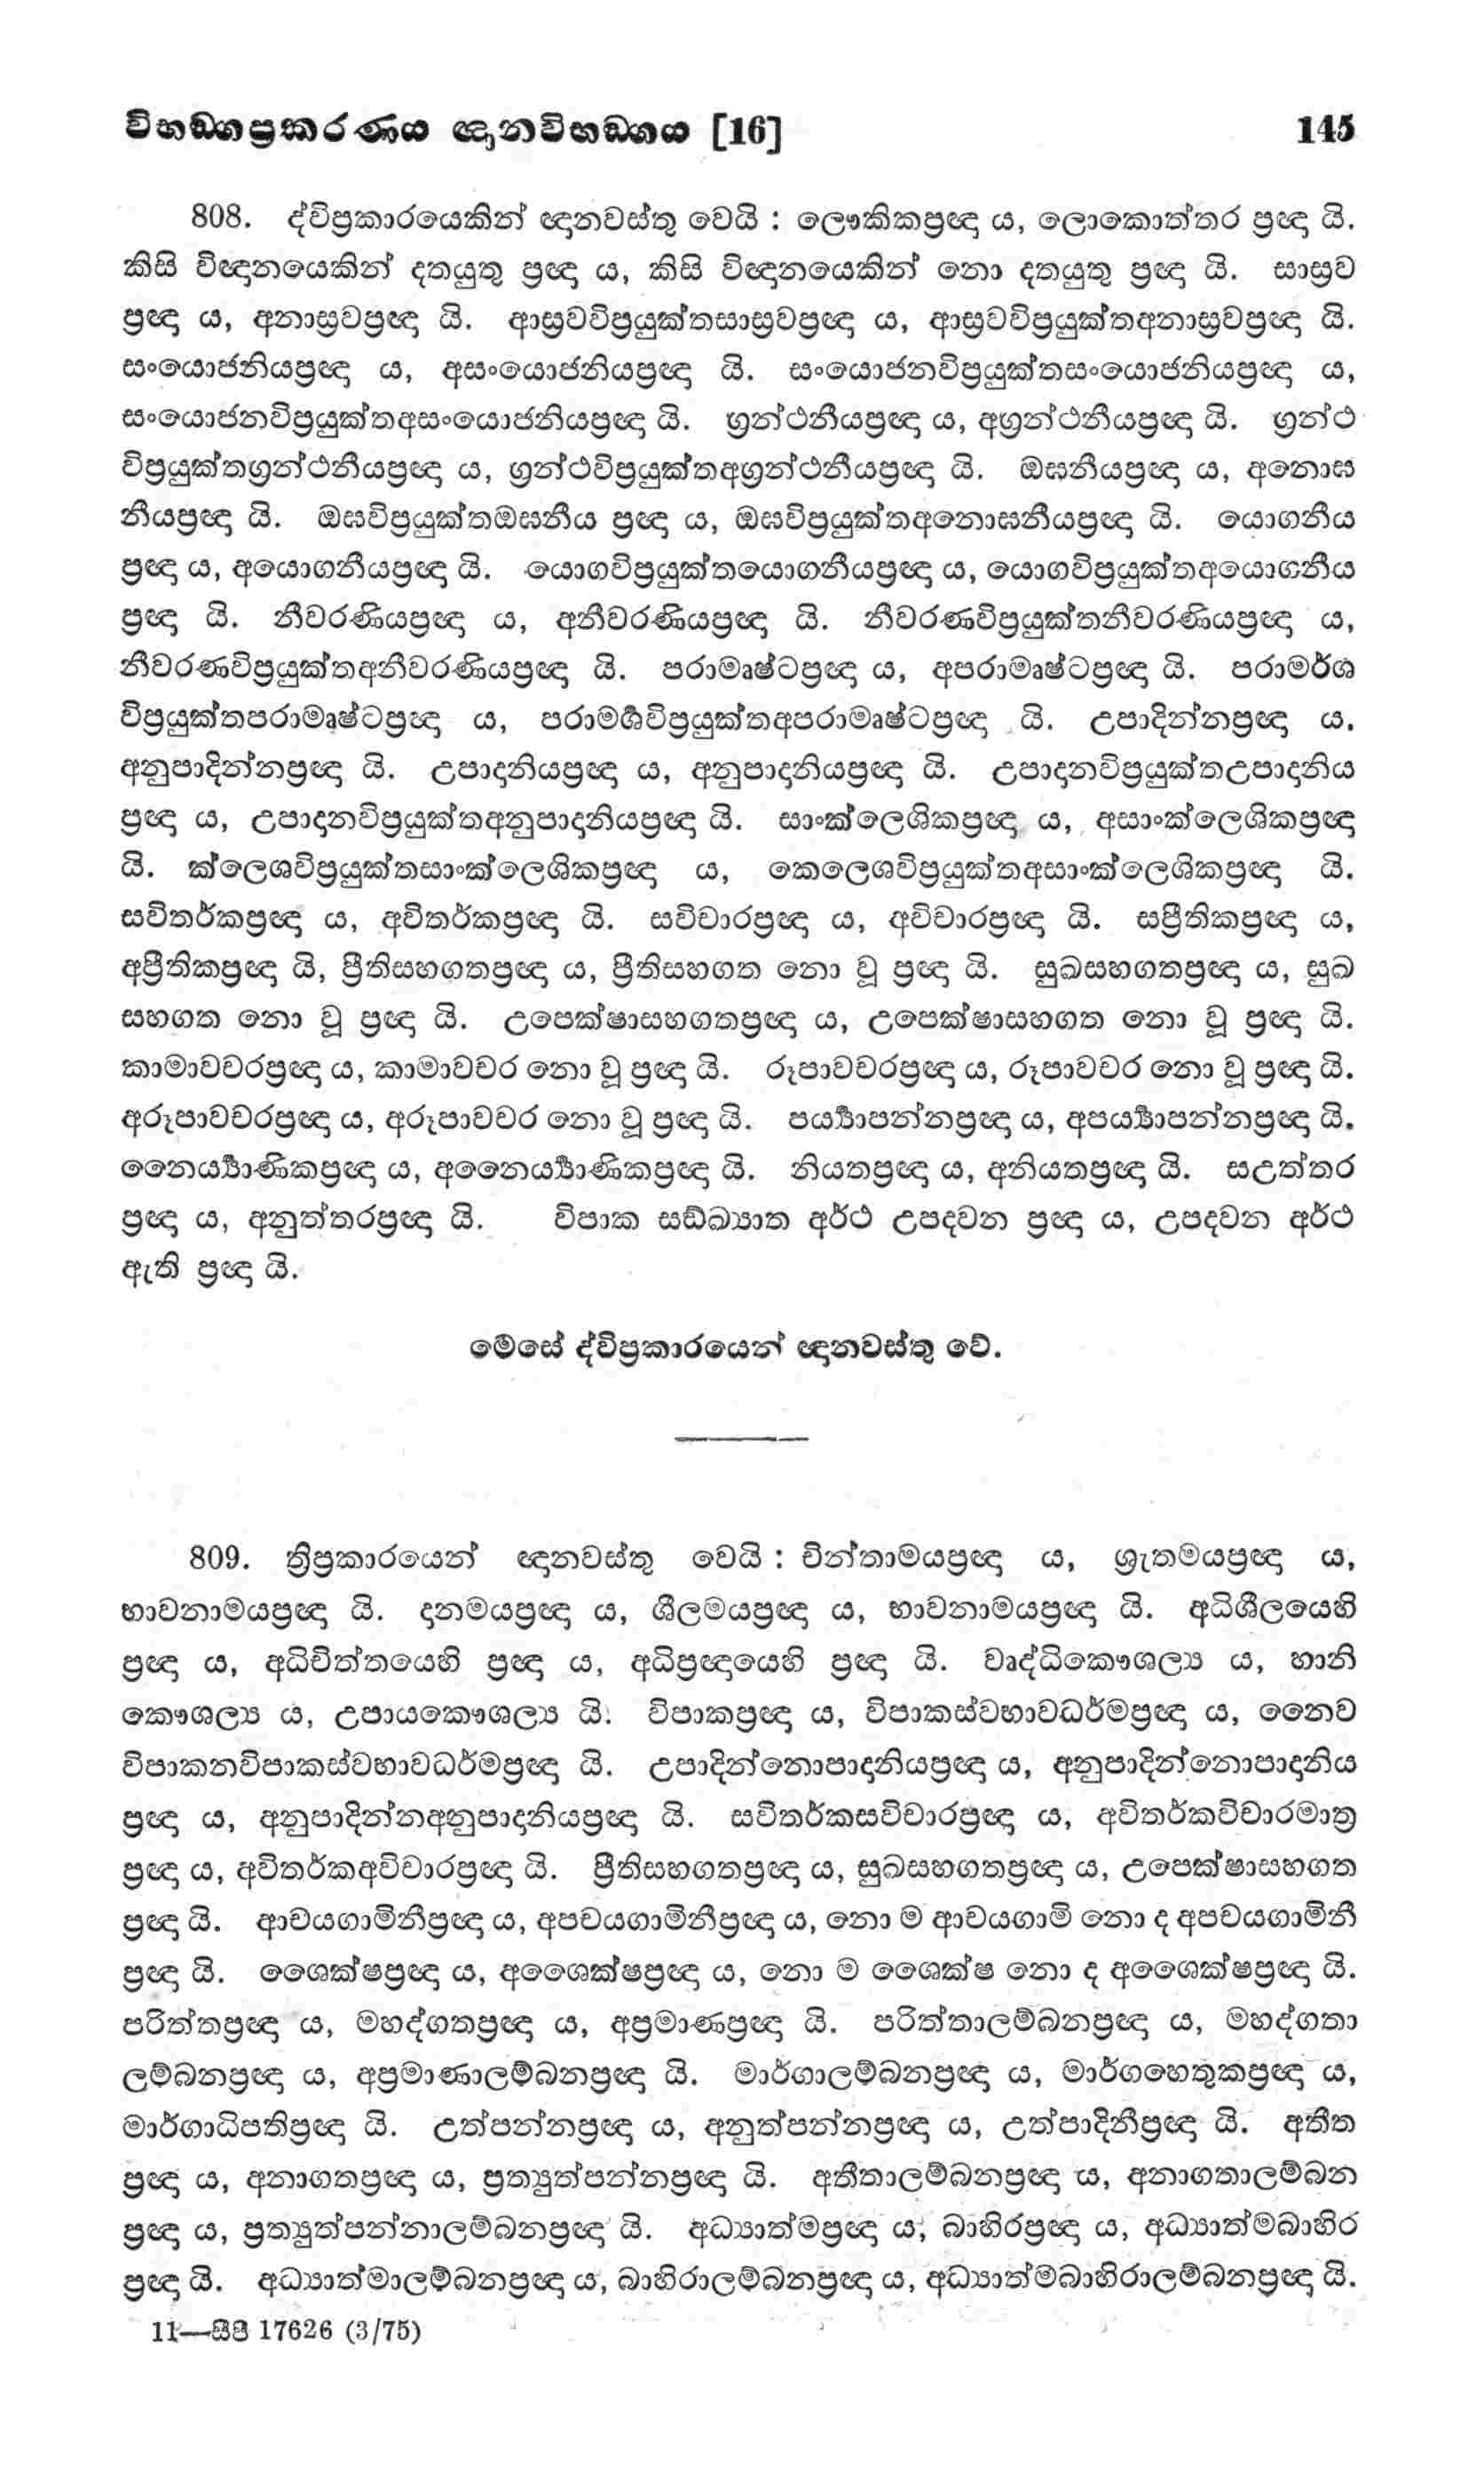 විභඞ්ගප්‍රකරණය ඥානවිභඞ්ගය [16] 145
808. ද්විප්‍රකාරයෙකින් ඥානවස්තු වෙයි : ලෞකිකප්‍රඥා ය, ලොකොත්තර ප්‍රඥා යි.
කිසි විඥානයෙකින් දතයුතු ප්‍රඥා ය, කිසි විඥානයෙකින් නො දතයුතු ප්‍රඥා යි. සාස්‍රව
ප්‍රඥා ය, අනාස්‍රවප්‍රඥා යි. ආස්‍රවවිප්‍රයුක්තසාස්‍රවප්‍රඥා ය, ආස්‍රවවිප්‍රයුක්තඅනාස්‍රවප්‍රඥා යි.
සංයොජනියප්‍රඥා ය, අසංයොජනියප්‍රඥා යි. සංයොජනවිප්‍රයුක්තසංයොජනියප්‍රඥා ය,
සංයොජනවිප්‍රයුක්තඅසංයොජනියප්‍රඥා යි. ග්‍රන්ථනීයප්‍රඥා ය, අග්‍රන්ථනීයප්‍රඥා යි. ග්‍රන්ථ
විප්‍රයුක්තග්‍රන්ථනීයප්‍රඥා ය, ග්‍රන්ථවිප්‍රයුක්තඅග්‍රන්ථනීයප්‍රඥා යි. ඔඝනීයප්‍රඥා ය, අනොඝ
නීයප්‍රඥා යි. ඔඝවිප්‍රයුක්තඔඝනීය ප්‍රඥා ය, ඔඝවිප්‍රයුක්තඅනොඝනීයප්‍රඥා යි. යොගනීය
ප්‍රඥා ය, අයොගනීයප්‍රඥා යි. යොගවිප්‍රයුක්තයොගනීයප්‍රඥා ය, යොගවිප්‍රයුක්තඅයොගනීය
ප්‍රඥා යි. නීවරණියප්‍රඥා ය, අනීවරණියප්‍රඥා යි. නීවරණවිප්‍රයුක්තනීවරණියප්‍රඥා ය,
නීවරණවිප්‍රයුක්තඅනීවරණියප්‍රඥා යි. පරාමෘෂ්ටප්‍රඥා ය, අපරාමෘෂ්ටප්‍රඥා යි. පරාමර්ශ
විප්‍රයුක්තපරාමෘෂ්ටප්‍රඥා ය, පරාමර්‍ශවිප්‍රයුක්තඅපරාමෘෂ්ටප්‍රඥා යි. උපාදින්නප්‍රඥා ය,
අනුපාදින්නප්‍රඥා යි. උපාදානියප්‍රඥා ය, අනුපාදානියප්‍රඥා යි. උපාදානවිප්‍රයුක්තඋපාදානිය
ප්‍රඥා ය, උපාදානවිප්‍රයුක්තඅනුපාදානියප්‍රඥා යි. සාංක්ලෙශිකප්‍රඥා ය, අසාංක්ලෙශිකප්‍රඥා
යි. ක්ලෙශවිප්‍රයුක්තසාංක්ලෙශිකප්‍රඥා ය, කෙලෙශවිප්‍රයුක්තඅසාංක්ලෙශිකප්‍රඥා යි.
සවිතර්කප්‍රඥා ය, අවිතර්කප්‍රඥා යි. සවිචාරප්‍රඥා ය, අවිචාරප්‍රඥා යි. සප්‍රීතිකප්‍රඥා ය,
අප්‍රීතිකප්‍රඥා යි, ප්‍රීතිසහගතප්‍රඥා ය, ප්‍රීතිසහගත නො වූ ප්‍රඥා යි. සුඛසහගතප්‍රඥා ය, සුඛ
සහගත නො වූ ප්‍රඥා යි. උපෙක්ෂාසහගතප්‍රඥා ය, උපෙක්ෂාසහගත නො වූ ප්‍රඥා යි.
කාමාවචරප්‍රඥා ය, කාමාවචර නො වූ ප්‍රඥා යි. රූපාවචරප්‍රඥා ය, රූපාවචර නො වූ ප්‍රඥා යි.
අරූපාවචරප්‍රඥා ය, අරූපාවචර නො වූ ප්‍රඥා යි. පර්‍ය්‍යාපන්නප්‍රඥා ය, අපර්‍ය්‍යාපන්නප්‍රඥා යි.
නෛර්‍ය්‍යාණිකප්‍රඥා ය, අනෛර්‍ය්‍යාණිකප්‍රඥා යි. නියතප්‍රඥා ය, අනියතප්‍රඥා යි. සඋත්තර
ප්‍රඥා ය, අනුත්තරප්‍රඥා යි. විපාක සඞ්ඛ්‍යාත අර්ථ උපදවන ප්‍රඥා ය, උපදවන අර්ථ
ඇති ප්‍රඥා යි.
මෙසේ ද්විප්‍රකාරයෙන් ඥානවස්තු වේ.
809. ත්‍රිප්‍රකාරයෙන් ඥානවස්තු වෙයි : චින්තාමයප්‍රඥා ය, ශ්‍රුතමයප්‍රඥා ය,
භාවනාමයප්‍රඥා යි. දානමයප්‍රඥා ය, ශීලමයප්‍රඥා ය, භාවනාමයප්‍රඥා යි. අධිශීලයෙහි
ප්‍රඥා ය, අධිචිත්තයෙහි ප්‍රඥා ය, අධිප්‍රඥායෙහි ප්‍රඥා යි. වෘද්ධිකෞශල්‍ය ය, හානි
කෞශල්‍ය ය, උපායකෞශල්‍ය යි. විපාකප්‍රඥා ය, විපාකස්වභාවධර්මප්‍රඥා ය, නෛව
විපාකනවිපාකස්වභාවධර්මප්‍රඥා යි. උපාදින්නොපාදානියප්‍රඥා ය, අනුපාදින්නොපාදානිය
ප්‍රඥා ය, අනුපාදින්නඅනුපාදානියප්‍රඥා යි. සවිතර්කසවිචාරප්‍රඥා ය, අවිතර්කවිචාරමාත්‍ර
ප්‍රඥා ය, අවිතර්කඅවිචාරප්‍රඥා යි. ප්‍රීතිසහගතප්‍රඥා ය, සුඛසහගතප්‍රඥා ය, උපෙක්ෂාසහගත
ප්‍රඥා යි. ආචයගාමිනීප්‍රඥා ය, අපචයගාමිනීප්‍රඥා ය, නො ම ආචයගාමි නො ද අපචයගාමිනී
ප්‍රඥා යි. ශෛක්ෂප්‍රඥා ය, අශෛක්ෂප්‍රඥා ය, නො ම ශෛක්ෂ නො ද අශෛක්ෂප්‍රඥා යි.
පරිත්තප්‍රඥා ය, මහද්ගතප්‍රඥා ය, අප්‍රමාණප්‍රඥා යි. පරිත්තාලම්බනප්‍රඥා ය, මහද්ගතා
ලම්බනප්‍රඥා ය, අප්‍රමාණාලම්බනප්‍රඥා යි. මාර්ගාලම්බනප්‍රඥා ය, මාර්ගහෙතුකප්‍රඥා ය,
මාර්ගාධිපතිප්‍රඥා යි. උත්පන්නප්‍රඥා ය, අනුත්පන්නප්‍රඥා ය, උත්පාදිනීප්‍රඥා යි. අතීත
ප්‍රඥා ය, අනාගතප්‍රඥා ය, ප්‍රත්‍යුත්පන්නප්‍රඥා යි. අතීතාලම්බනප්‍රඥා ය, අනාගතාලම්බන
ප්‍රඥා ය, ප්‍රත්‍යුත්පන්නාලම්බනප්‍රඥා යි. අධ්‍යාත්මප්‍රඥා ය, බාහිරප්‍රඥා ය, අධ්‍යාත්මබාහිර
ප්‍රඥා යි. අධ්‍යාත්මාලම්බනප්‍රඥා ය, බාහිරාලම්බනප්‍රඥා ය, අධ්‍යාත්මබාහිරාලම්බනප්‍රඥා යි.
11—සීපී 17626 (3/75)